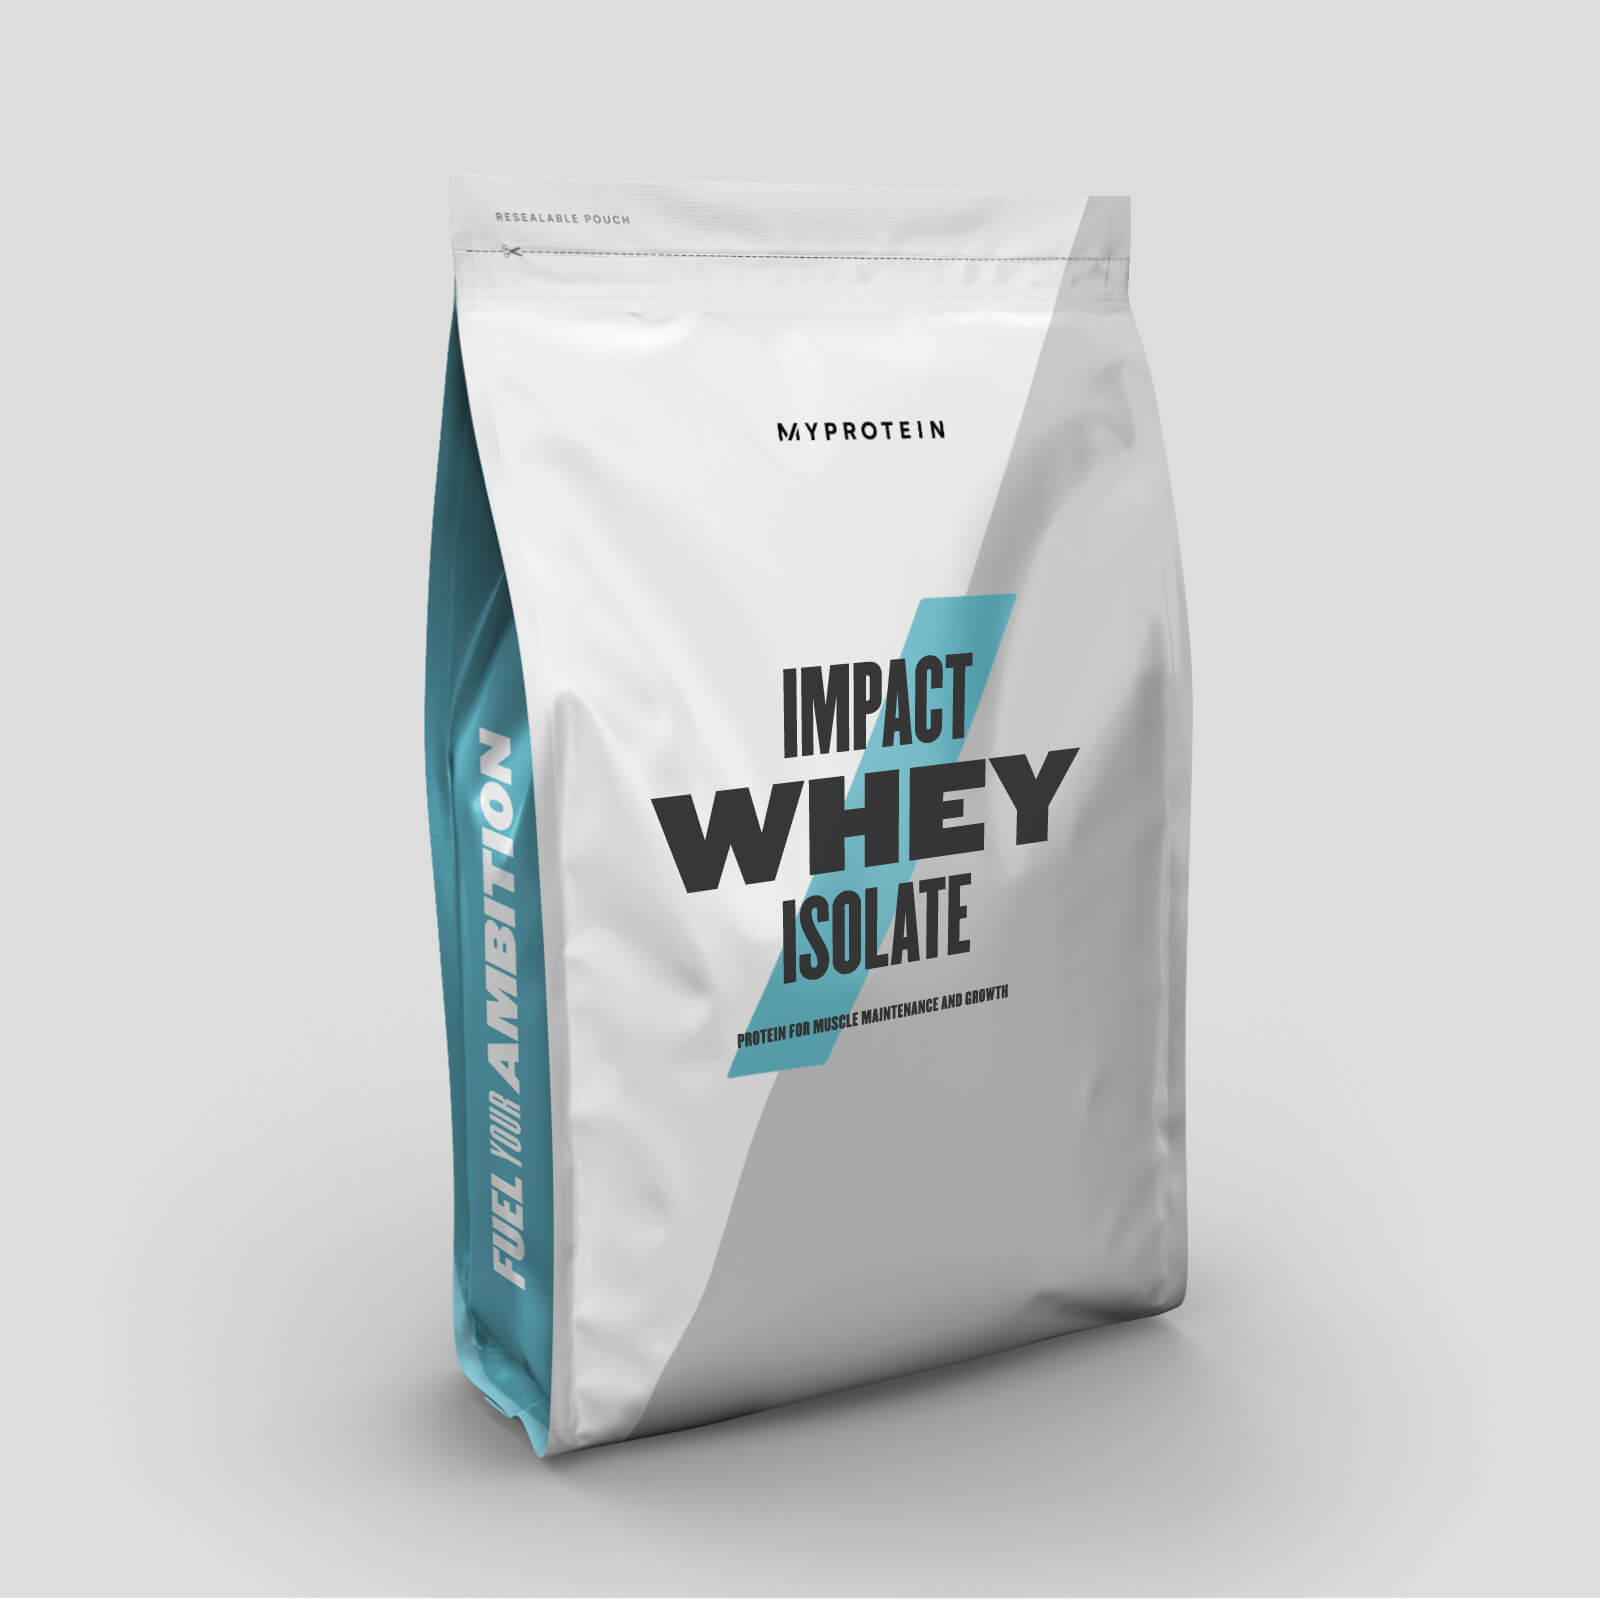 RESEALABLE POUCH
MYPROTEIN
IMPACT
WHEY
ISOLATE
PROTEIN FOR MUSCLE MAINTENANCE AND GROWTH
FUEL YOUR AMBITION